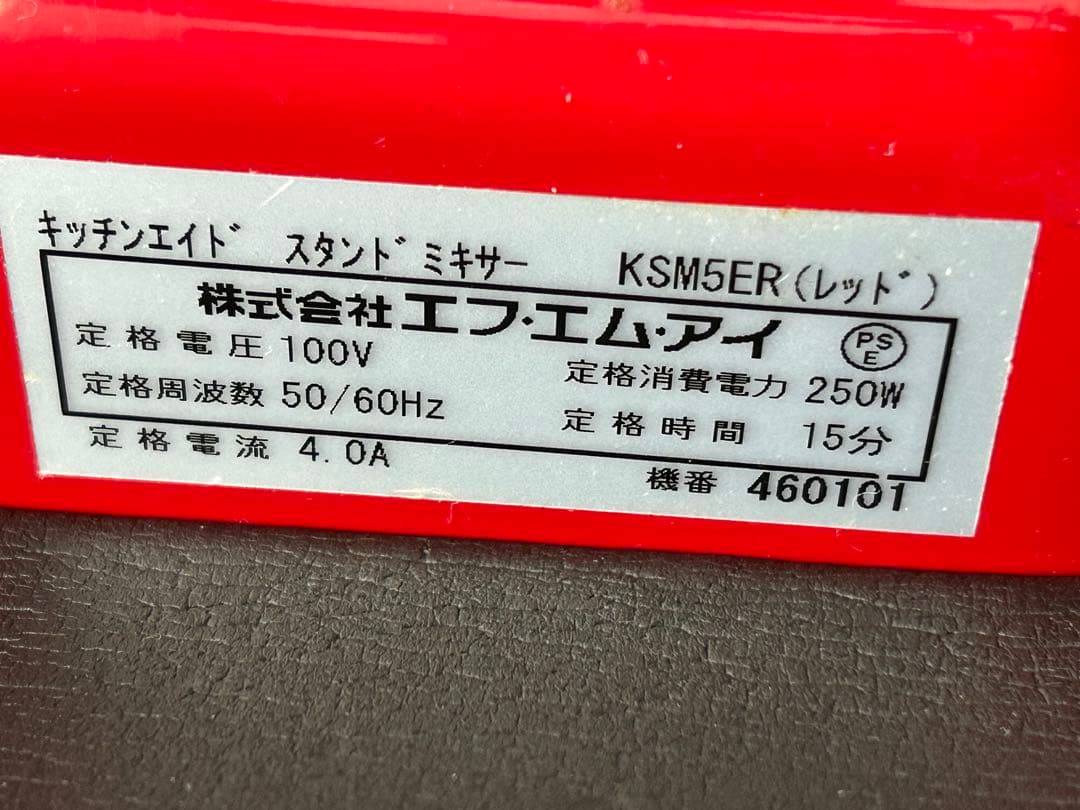 キッチンエイド スタンドミキサー KSM5ER(レッド)
株式会社エフ・エム・アイ
PS
E
定格電圧 100V 定格消費電力 250W
定格周波数 50/60Hz 定格時間 15分
定格電流 4.0A 機番 460101